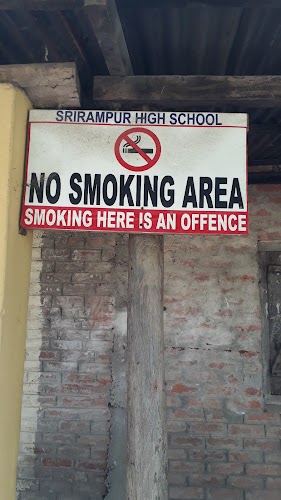 SRIRAMPUR HIGH SCHOOL
NO SMOKING AREA
SMOKING HERE IS AN OFFENCE